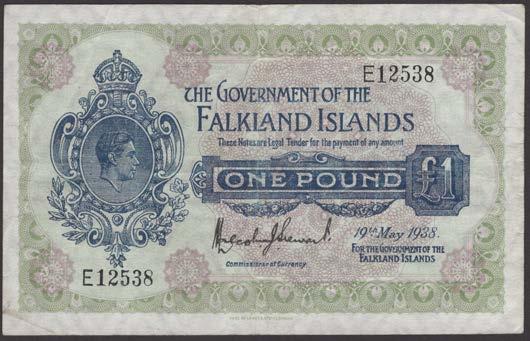 E12538
THE GOVERNMENT OF THE
FALKLAND ISLANDS
These Notes are Legal Tender for the payment of any amount
ONE POUND £1
19th May 1938.
FOR THE GOVERNMENT OF THE
FALKLAND ISLANDS
Commissioner of Currency.
E12538